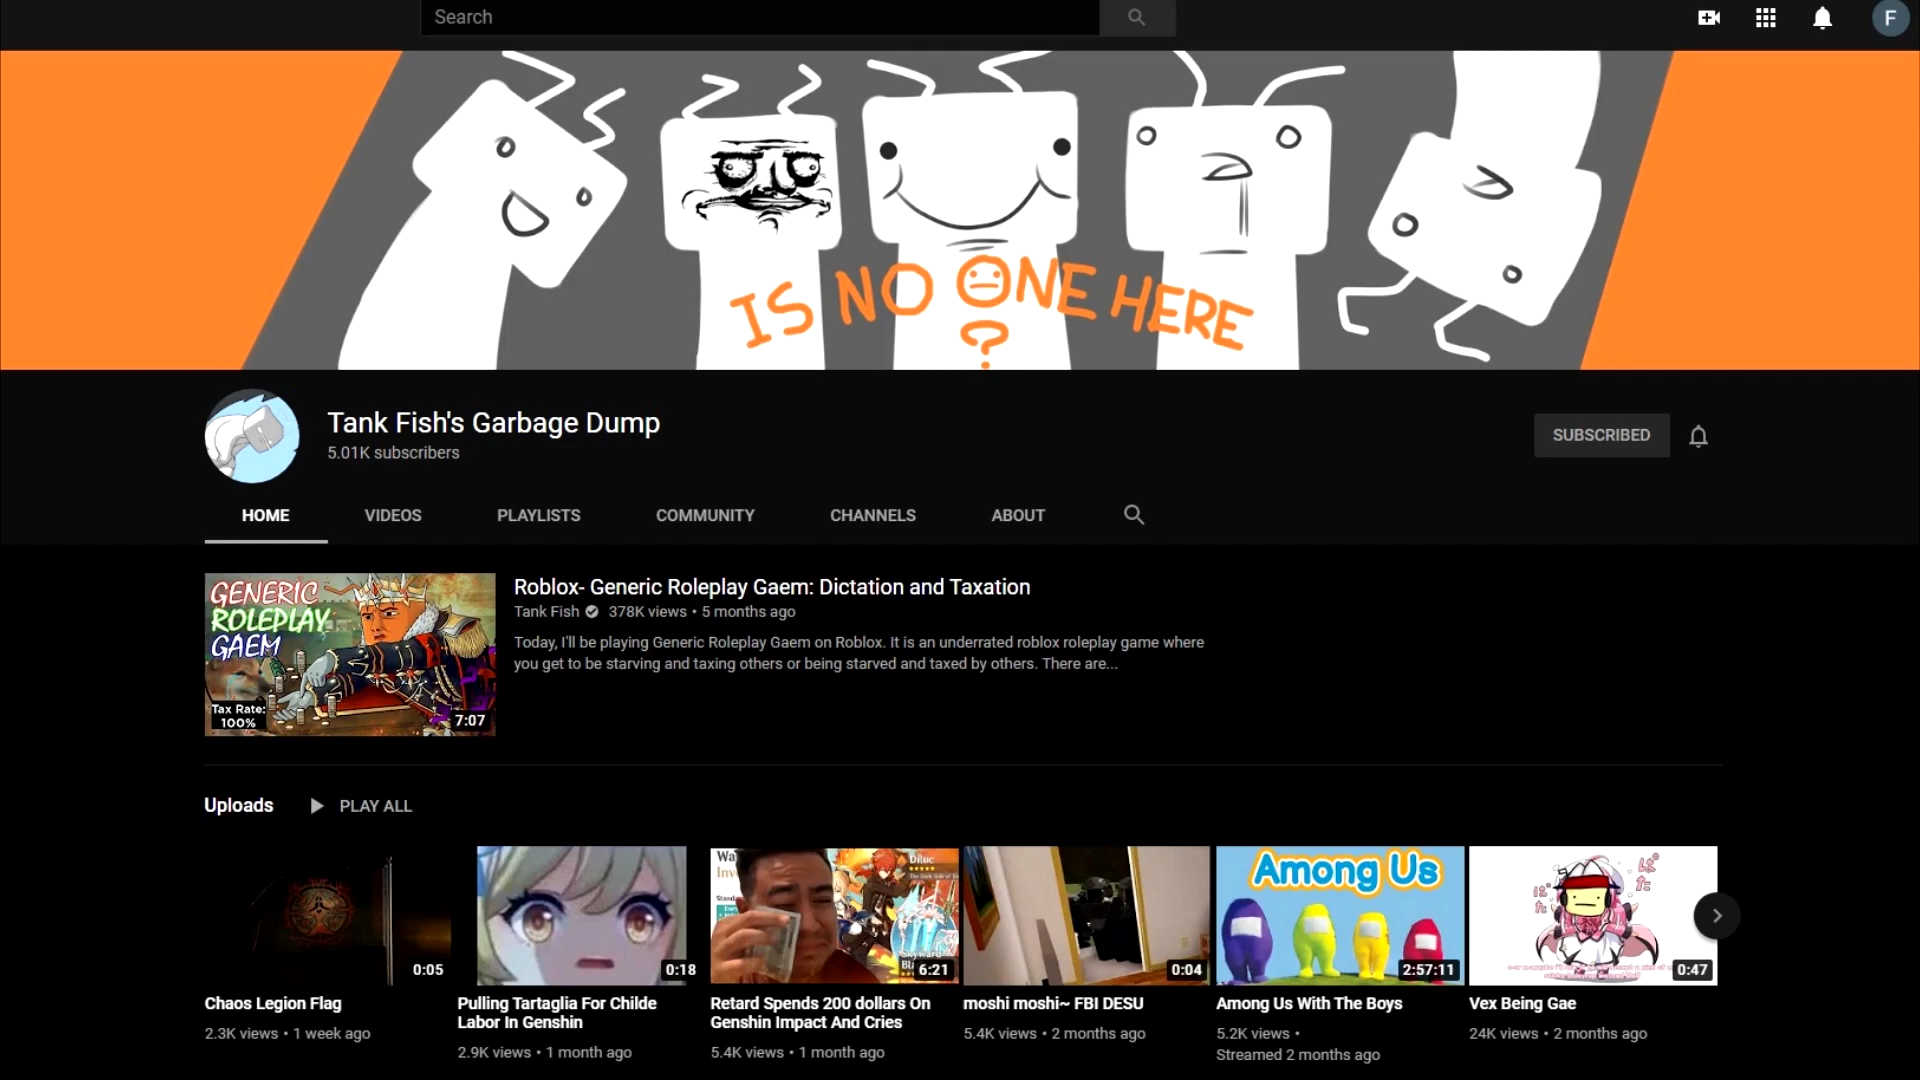 Search
F
IS NO ONE HERE
?
Tank Fish's Garbage Dump
5.01K subscribers
SUBSCRIBED
HOME VIDEOS PLAYLISTS COMMUNITY CHANNELS ABOUT
GENERIC
ROLEPLAY
GAEM
Tax Rate:
100%
7:07
Roblox- Generic Roleplay Gaem: Dictation and Taxation
Tank Fish 378K views • 5 months ago
Today, I'll be playing Generic Roleplay Gaem on Roblox. It is an underrated roblox roleplay game where
you get to be starving and taxing others or being starved and taxed by others. There are...
Uploads PLAY ALL
0:05
Chaos Legion Flag
2.3K views • 1 week ago
0:18
Pulling Tartaglia For Childe
Labor In Genshin
2.9K views • 1 month ago
Diluc
6:21
Retard Spends 200 dollars On
Genshin Impact And Cries
5.4K views • 1 month ago
0:04
moshi moshi~ FBI DESU
5.4K views • 2 months ago
Among Us
2:57:11
Among Us With The Boys
5.2K views •
Streamed 2 months ago
ぱた
ぱた
0:47
Vex Being Gae
24K views • 2 months ago